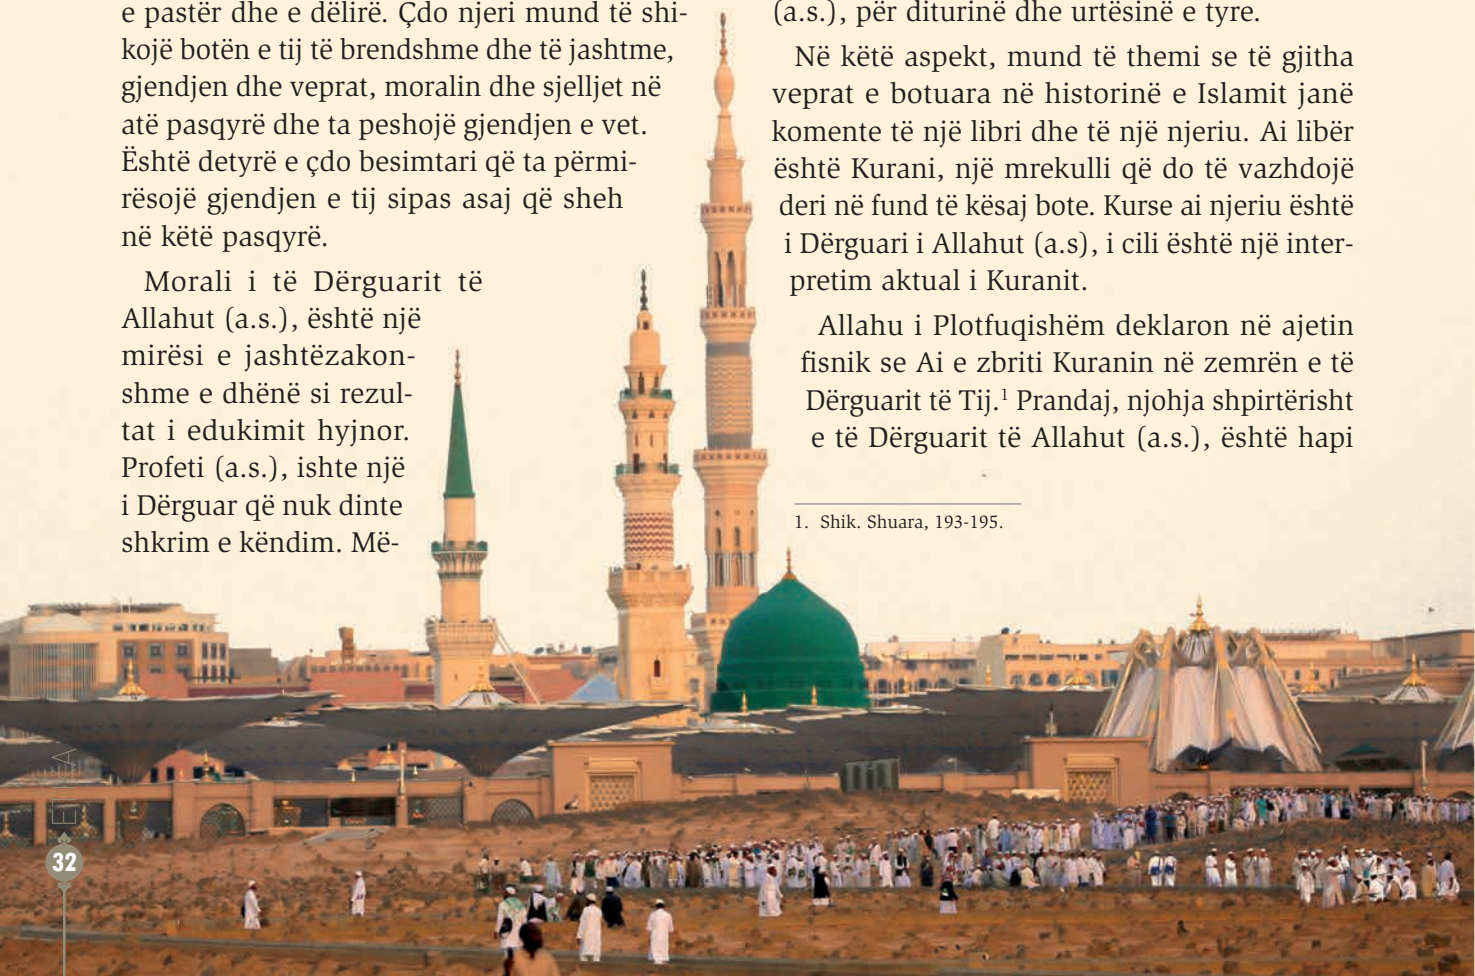 e pastër dhe e dëlirë. Çdo njeri mund të shi-
kojë botën e tij të brendshme dhe të jashtme,
gjendjen dhe veprat, moralin dhe sjelljet në
atë pasqyrë dhe ta peshojë gjendjen e vet.
Është detyrë e çdo besimtari që ta përmi-
rësojë gjendjen e tij sipas asaj që sheh
në këtë pasqyrë.
Morali i të Dërguarit të
Allahut (a.s.), është një
mirësi e jashtëzakon-
shme e dhënë si rezul-
tat i edukimit hyjnor.
Profeti (a.s.), ishte një
i Dërguar që nuk dinte
shkrim e këndim. Më-
(a.s.), për diturinë dhe urtësinë e tyre.
Në këtë aspekt, mund të themi se të gjitha
veprat e botuara në historinë e Islamit janë
komente të një libri dhe të një njeriu. Ai libër
është Kurani, një mrekulli që do të vazhdojë
deri në fund të kësaj bote. Kurse ai njeriu është
i Dërguari i Allahut (a.s), i cili është një inter-
pretim aktual i Kuranit.
Allahu i Plotfuqishëm deklaron në ajetin
fisnik se Ai e zbriti Kuranin në zemrën e të
Dërguarit të Tij.¹ Prandaj, njohja shpirtërisht
e të Dërguarit të Allahut (a.s.), është hapi
1. Shik. Shuara, 193-195.
32